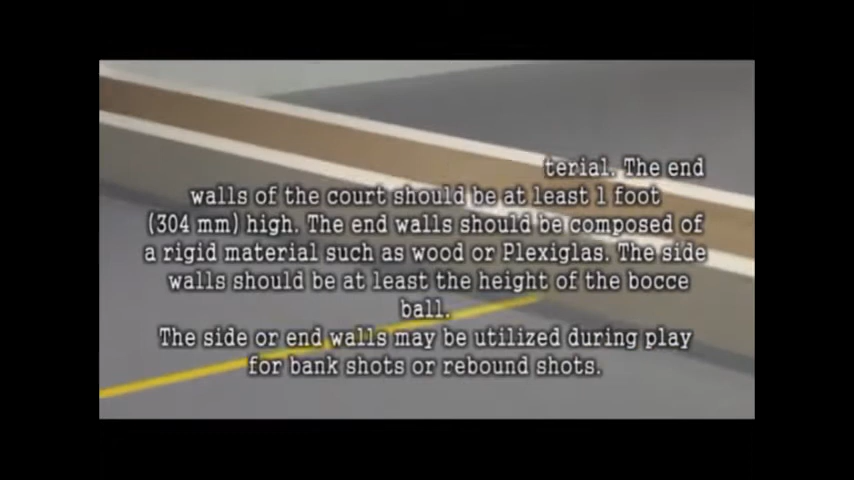 terial. The end
walls of the court should be at least 1 foot
(304 mm) high. The end walls should be composed of
a rigid material such as wood or Plexiglas. The side
walls should be at least the height of the bocce
ball.
The side or end walls may be utilized during play
for bank shots or rebound shots.